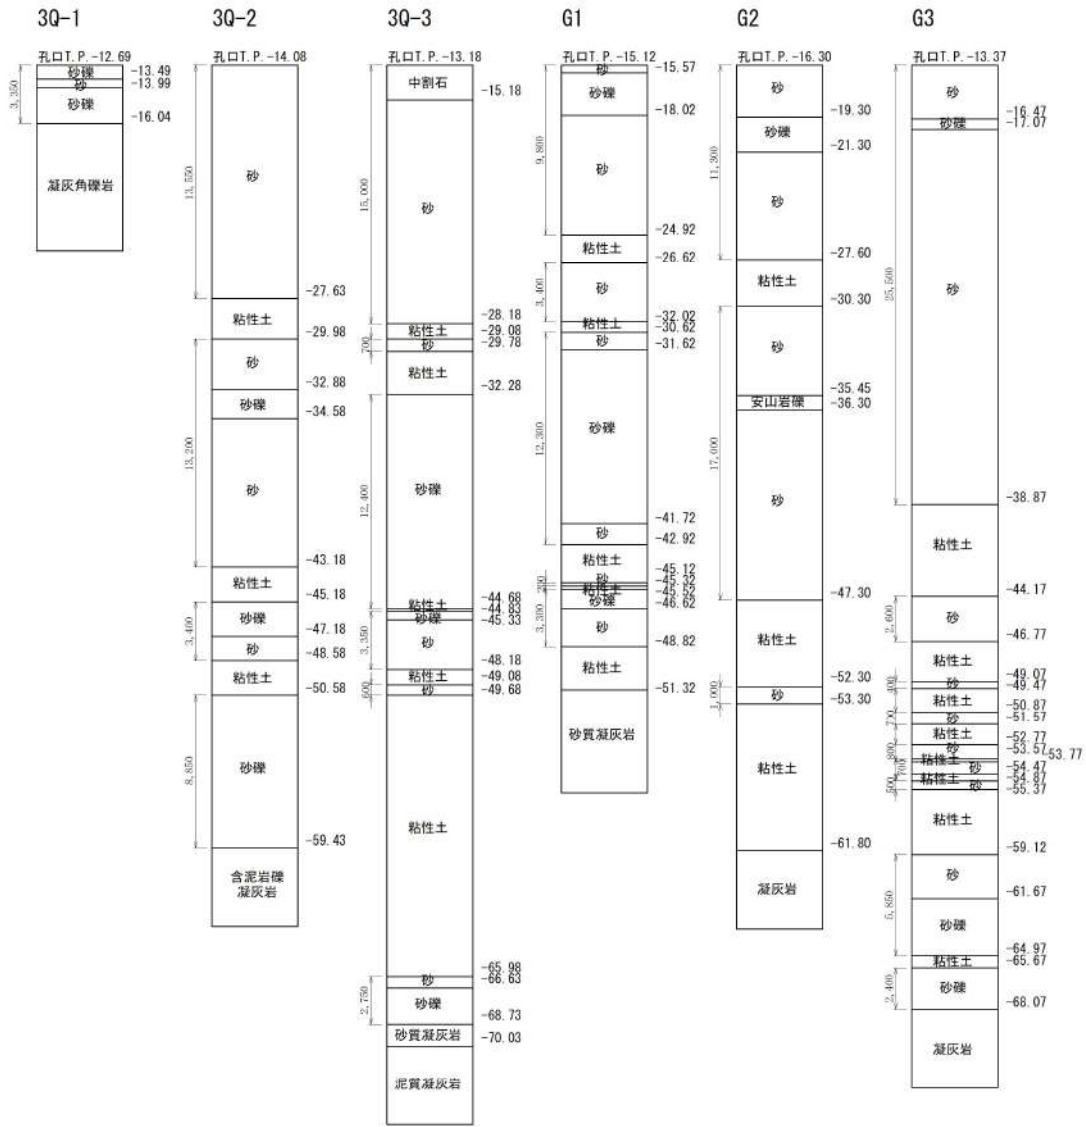 3Q-1
孔口T.P. -12.69
砂礫
-13.49
砂
-13.99
砂礫
-16.04
3,350
凝灰角礫岩
3Q-2
孔口T.P. -14.08
13,550
砂
-27.63
粘性土
-29.98
砂
-32.88
砂礫
-34.58
13,200
砂
-43.18
粘性土
-45.18
砂礫
-47.18
3,400
砂
-48.58
粘性土
-50.58
8,850
砂礫
-59.43
含泥岩礫
凝灰岩
3Q-3
孔口T.P. -13.18
中割石
-15.18
15,000
砂
-28.18
粘性土
-29.08
700
砂
-29.78
粘性土
-32.28
12,400
砂礫
-44.68
粘性土
-44.83
砂礫
-45.33
3,350
砂
-48.18
粘性土
-49.08
600
砂
-49.68
粘性土
-65.98
砂
-66.63
2,750
砂礫
-68.73
砂質凝灰岩
-70.03
泥質凝灰岩
G1
孔口T.P. -15.12
砂
-15.57
砂礫
-18.02
9,800
砂
-24.92
粘性土
-26.62
3,400
砂
-32.02
粘性土
-30.62
砂
-31.62
12,300
砂礫
-41.72
砂
-42.92
粘性土
-45.12
200
砂
-45.32
粘性土
-45.52
砂礫
-46.62
3,300
砂
-48.82
粘性土
-51.32
砂質凝灰岩
G2
孔口T.P. -16.30
砂
-19.30
砂礫
-21.30
11,300
砂
-27.60
粘性土
-30.30
砂
-35.45
安山岩礫
-36.30
17,000
砂
-47.30
粘性土
-52.30
1,000
砂
-53.30
粘性土
-61.80
凝灰岩
G3
孔口T.P. -13.37
砂
-16.47
砂礫
-17.07
25,500
砂
-38.87
粘性土
-44.17
2,600
砂
-46.77
粘性土
-49.07
400
砂
-49.47
粘性土
-50.87
700
砂
-51.57
粘性土
-52.77
800
砂
-53.57
粘性土
-53.77
700
砂
-54.47
粘性土
-54.87
500
砂
-55.37
粘性土
-59.12
砂
-61.67
5,850
砂礫
-64.97
粘性土
-65.67
2,400
砂礫
-68.07
凝灰岩